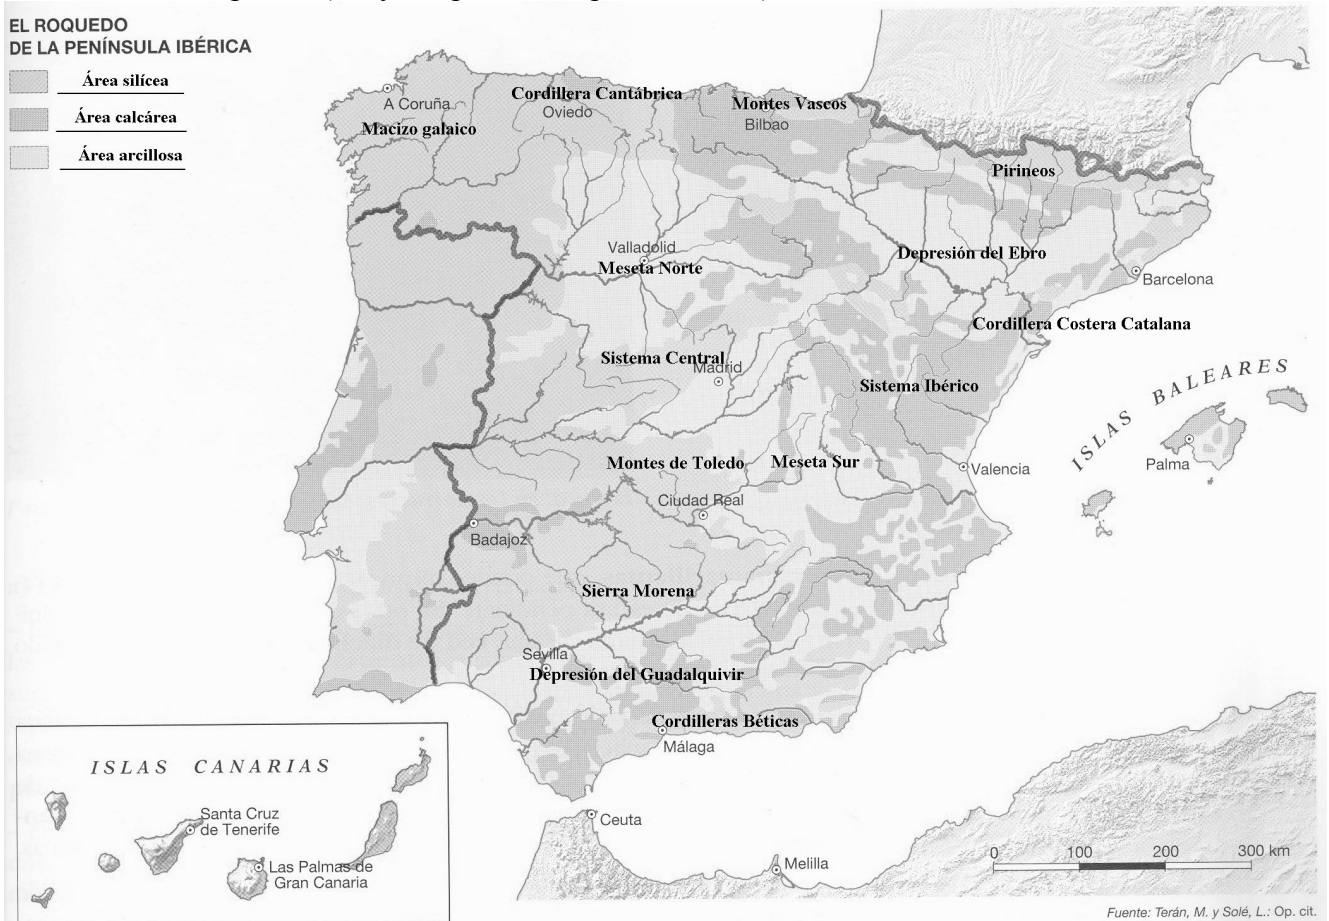 EL ROQUEDO
DE LA PENÍNSULA IBÉRICA
Área silícea
Área calcárea
Área arcillosa
A Coruña
Macizo galaico
Cordillera Cantábrica
Oviedo
Montes Vascos
Bilbao
Pirineos
Valladolid
Meseta Norte
Depresión del Ebro
Barcelona
Cordillera Costera Catalana
Sistema Central
Madrid
Sistema Ibérico
ISLAS BALEARES
Palma
Montes de Toledo
Meseta Sur
Valencia
Ciudad Real
Badajoz
Sierra Morena
Sevilla
Depresión del Guadalquivir
Cordilleras Béticas
Málaga
ISLAS CANARIAS
Santa Cruz
de Tenerife
Las Palmas de
Gran Canaria
Ceuta
Melilla
0 100 200 300 km
Fuente: Terán, M. y Solé, L.: Op. cit.